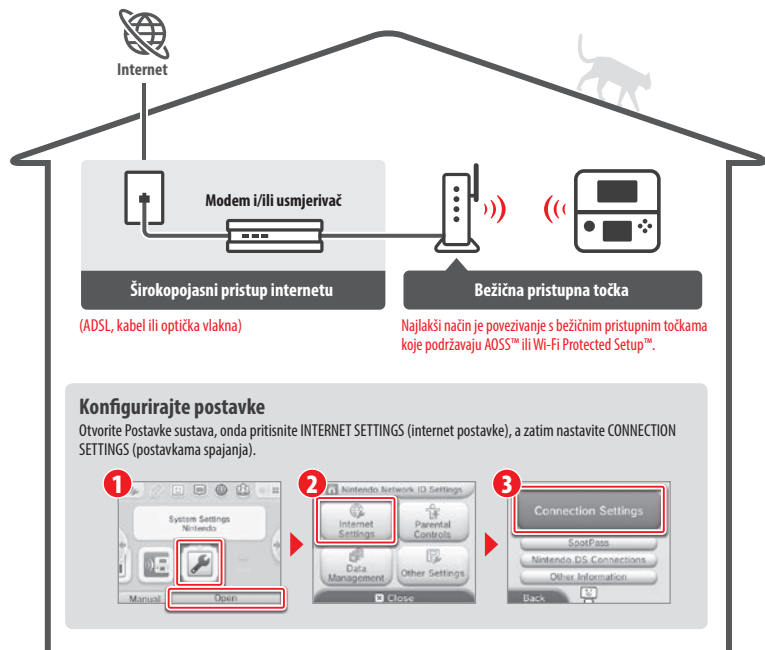 Internet
Modem i/ili usmjerivač
Širokopojasni pristup internetu
(ADSL, kabel ili optička vlakna)
Bežična pristupna točka
Najlakši način je povezivanje s bežičnim pristupnim točkama
koje podržavaju AOSS™ ili Wi-Fi Protected Setup™.
Konfigurirajte postavke
Otvorite Postavke sustava, onda pritisnite INTERNET SETTINGS (internet postavke), a zatim nastavite CONNECTION
SETTINGS (postavkama spajanja).
1
System Settings
Nintendo
Manual
Open
2
Nintendo Network ID Settings
Internet
Settings
Parental
Controls
Data
Management
Other Settings
Close
3
Connection Settings
SpotPass
Nintendo DS Connections
Other Information
Back